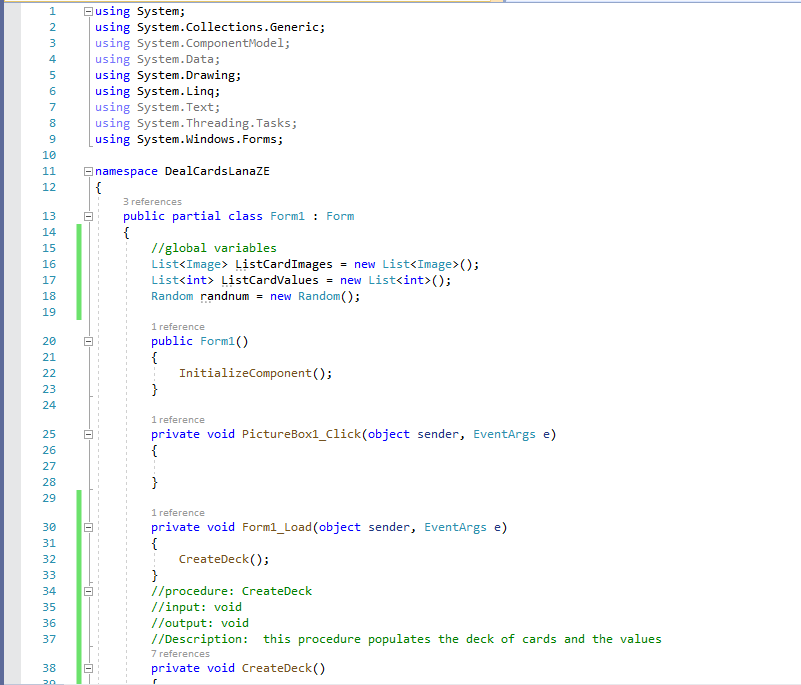 1 using System;
2 using System.Collections.Generic;
3 using System.ComponentModel;
4 using System.Data;
5 using System.Drawing;
6 using System.Linq;
7 using System.Text;
8 using System.Threading.Tasks;
9 using System.Windows.Forms;
10
11 namespace DealCardsLanaZE
12 {
3 references
13 public partial class Form1 : Form
14 {
15 //global variables
16 List<Image> ListCardImages = new List<Image>();
17 List<int> ListCardValues = new List<int>();
18 Random randnum = new Random();
19
1 reference
20 public Form1()
21 {
22 InitializeComponent();
23 }
24
1 reference
25 private void PictureBox1_Click(object sender, EventArgs e)
26 {
27
28 }
29
1 reference
30 private void Form1_Load(object sender, EventArgs e)
31 {
32 CreateDeck();
33 }
34 //procedure: CreateDeck
35 //input: void
36 //output: void
37 //Description:  this procedure populates the deck of cards and the values
7 references
38 private void CreateDeck()
39 {